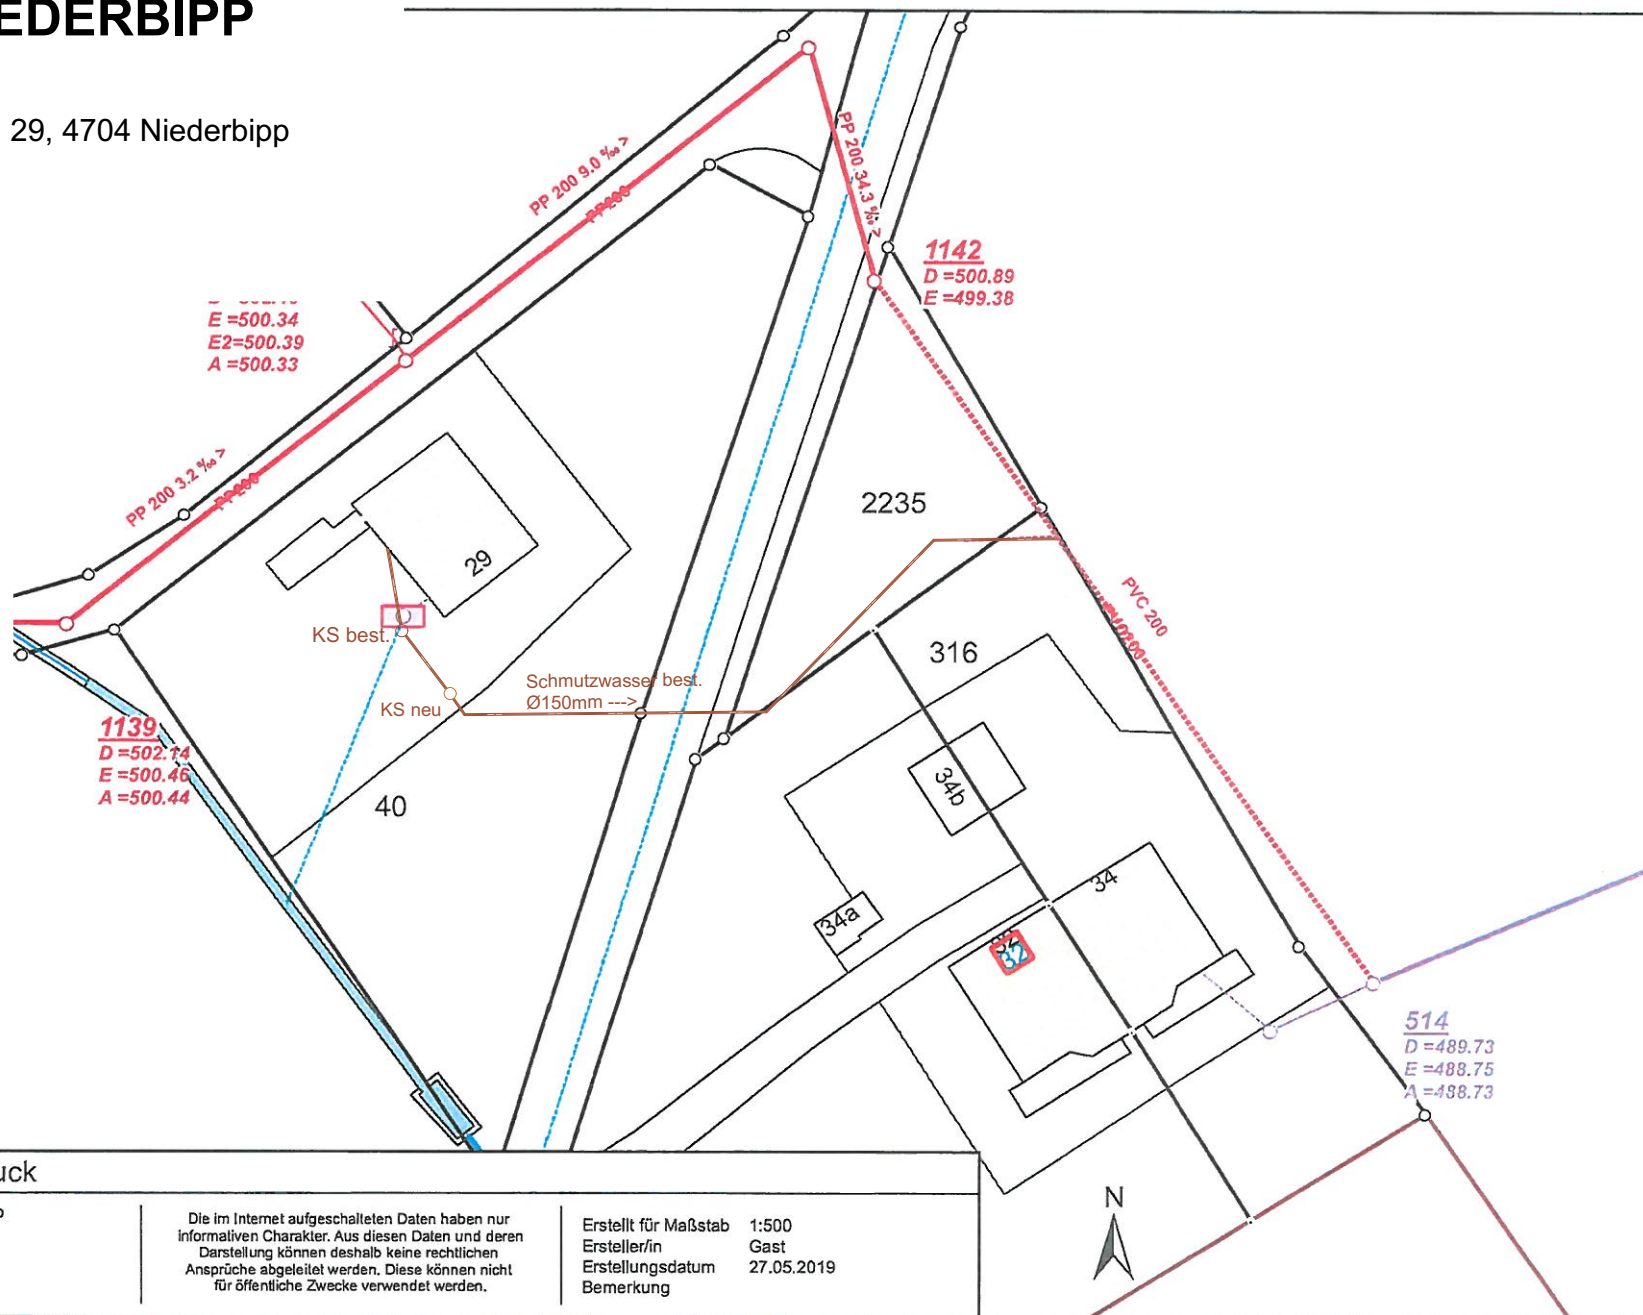 EDERBIPP
29, 4704 Niederbipp
PP 200 9.0 ‰ >
PP200
PP 200 34.3 ‰ >
1142
D =500.89
E =499.38
E =500.34
E2=500.39
A =500.33
PP 200 3.2 ‰ >
PP200
2235
29
PVC 200
KS best.
316
Schmutzwasser best.
Ø150mm --->
KS neu
1139
D =502.14
E =500.46
A =500.44
40
34b
34
34a
32
32
514
D =489.73
E =488.75
A =488.73
uck
N
Die im Internet aufgeschalteten Daten haben nur
informativen Charakter. Aus diesen Daten und deren
Darstellung können deshalb keine rechtlichen
Ansprüche abgeleitet werden. Diese können nicht
für öffentliche Zwecke verwendet werden.
Erstellt für Maßstab 1:500
Ersteller/in Gast
Erstellungsdatum 27.05.2019
Bemerkung